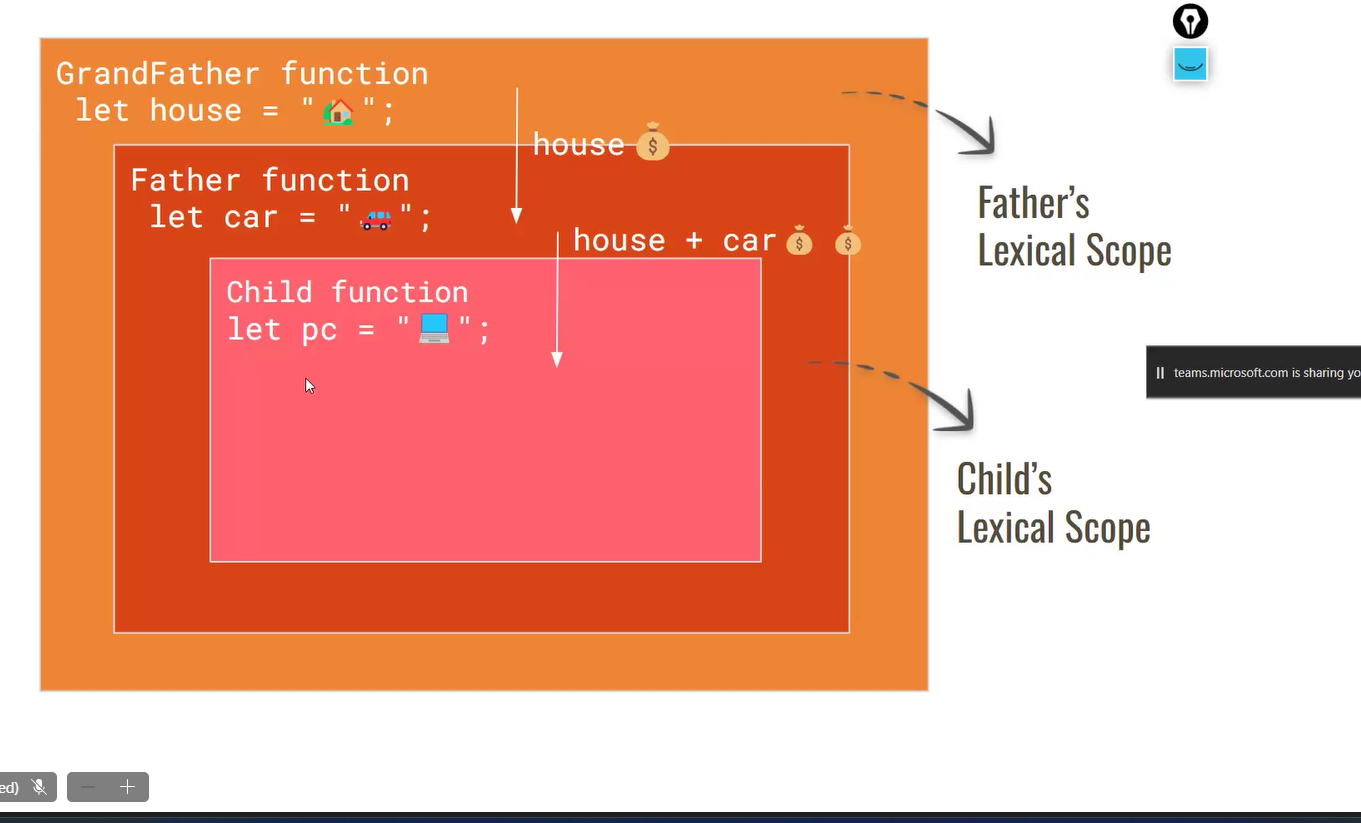 GrandFather function
let house = "🏡";
house 💰
Father function
let car = "🚗";
house + car 💰 💰
Child function
let pc = "💻";
Father’s
Lexical Scope
Child’s
Lexical Scope
teams.microsoft.com is sharing yo
ed)